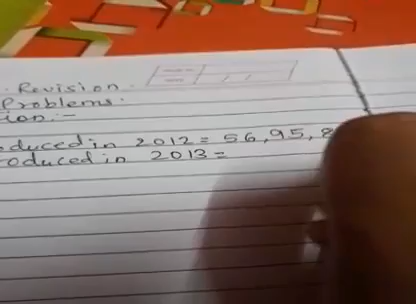 Revision.
Problems.
ion :-
duced in 2012 = 56,95,8
oduced in 2013 =